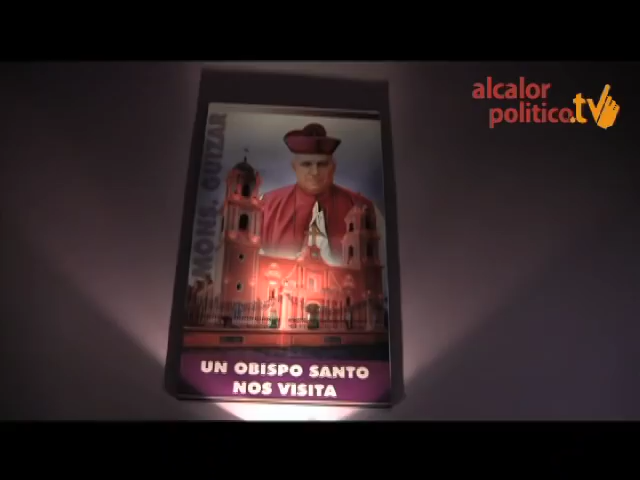 alcalor
politico.tv
MONS. GUIZAR
UN OBISPO SANTO
NOS VISITA